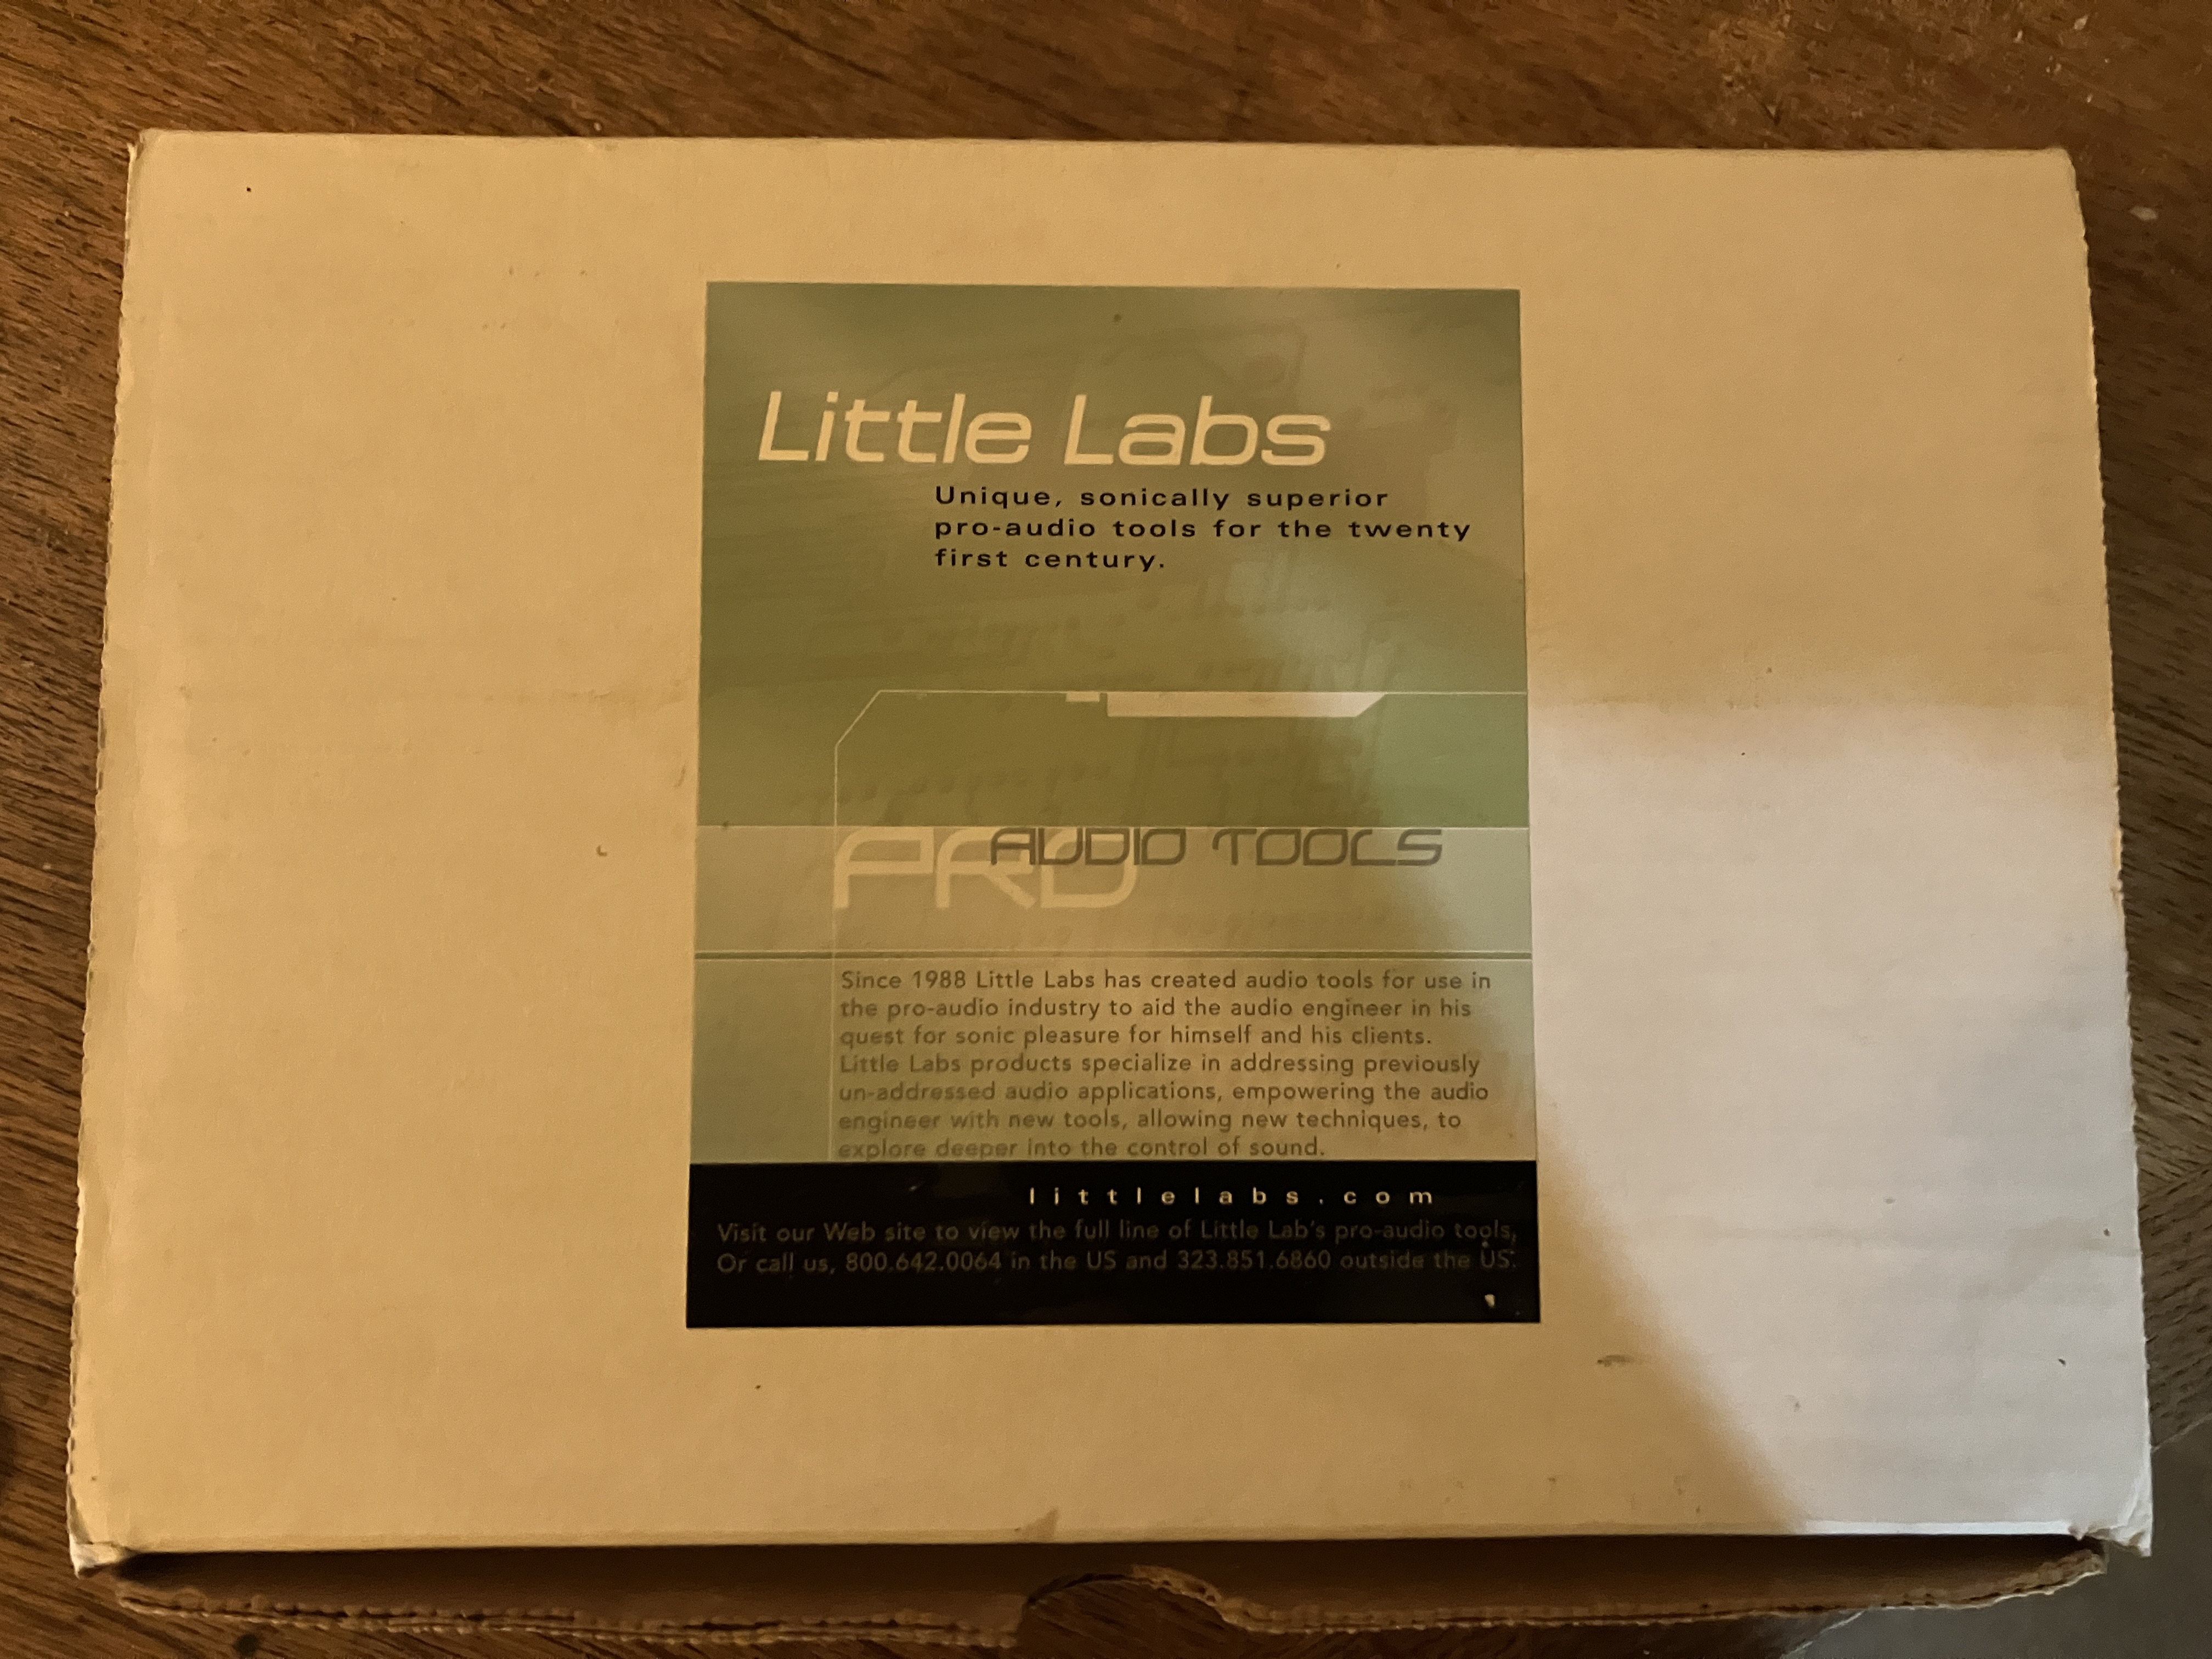 Little Labs
Unique, sonically superior
pro-audio tools for the twenty
first century.
PRO AUDIO TOOLS
Since 1988 Little Labs has created audio tools for use in
the pro-audio industry to aid the audio engineer in his
quest for sonic pleasure for himself and his clients.
Little Labs products specialize in addressing previously
un-addressed audio applications, empowering the audio
engineer with new tools, allowing new techniques, to
explore deeper into the control of sound.
littlelabs.com
Visit our Web site to view the full line of Little Lab's pro-audio tools,
Or call us, 800.642.0064 in the US and 323.851.6860 outside the US.